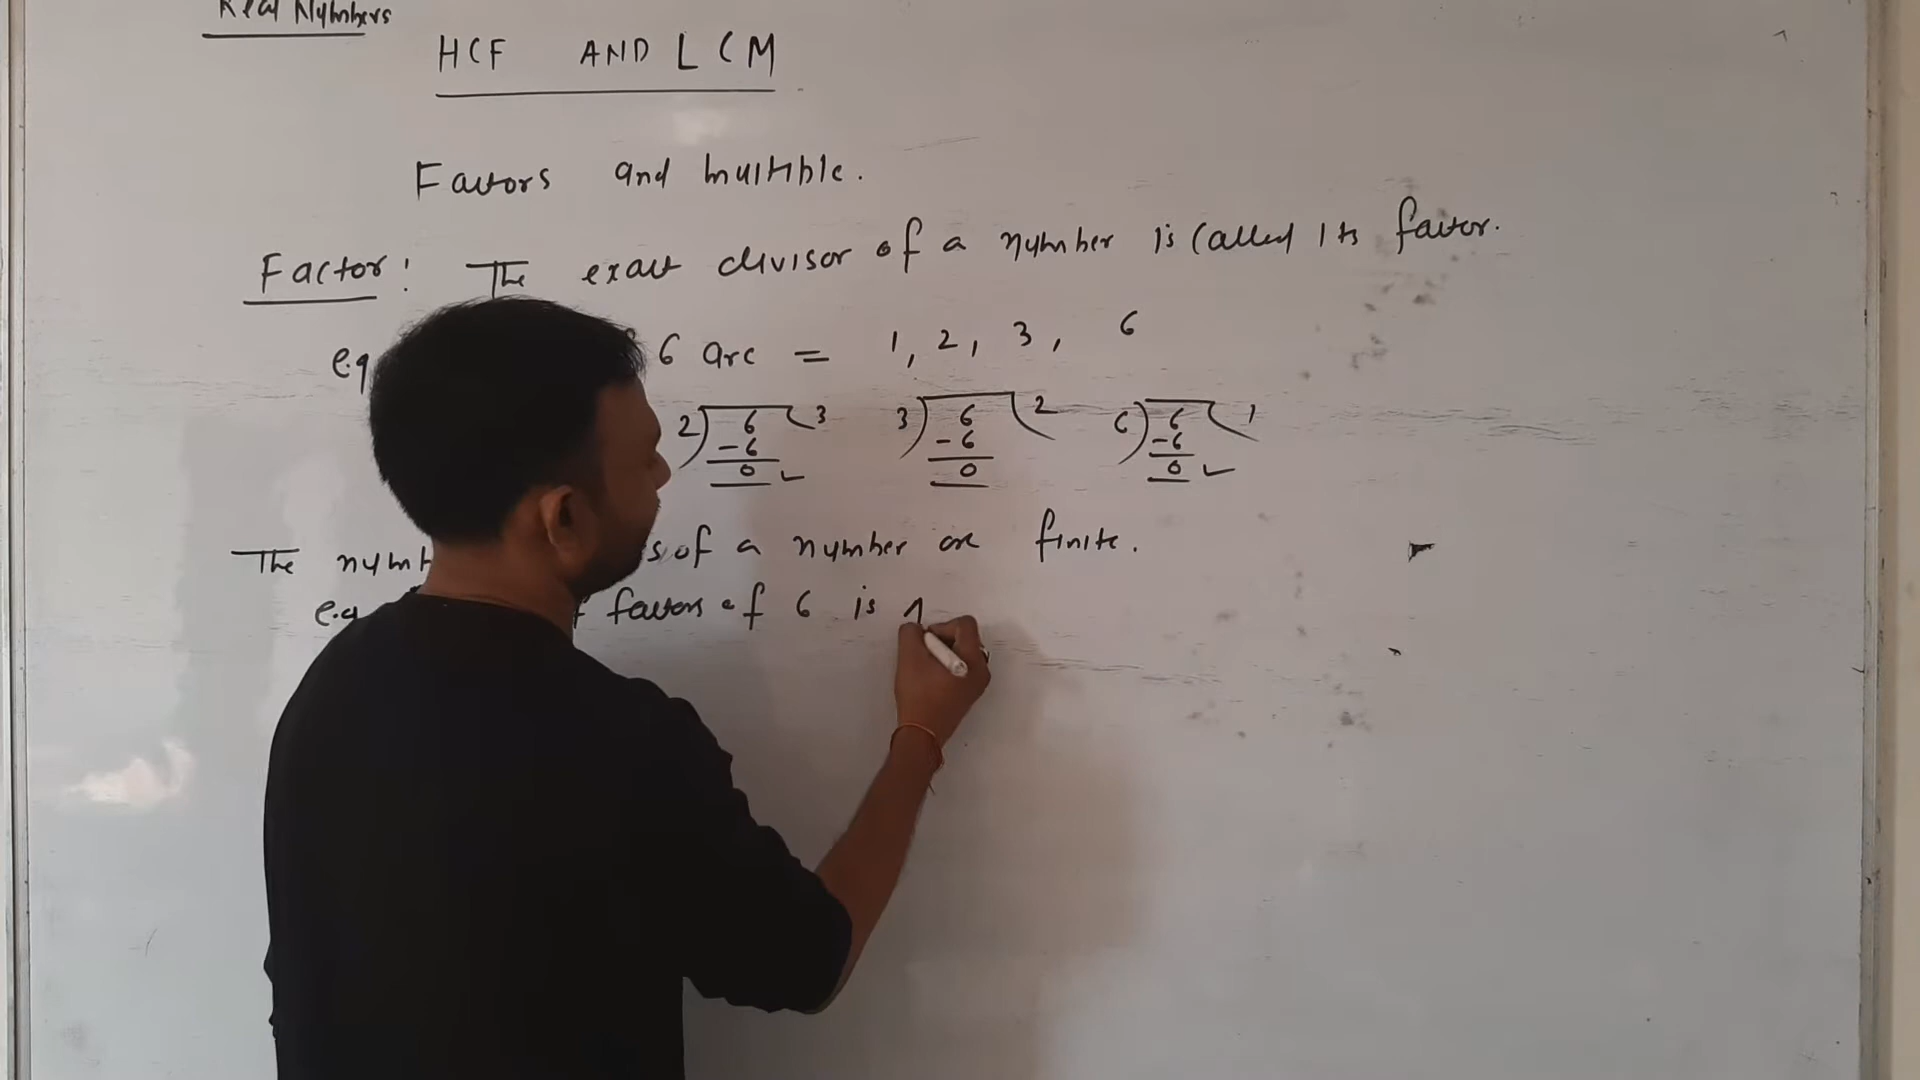 Real Numbers
HCF AND LCM
Factors and multible.
Factor: The exact divisor of a number is called its factor.
e.g 6 are = 1, 2, 3, 6
2) 6 ( 3 3) 6 ( 2 6) 6 ( 1
-6 -6 -6
0 ✓ 0 0 ✓
The of a number are finite.
e.g factors of 6 is